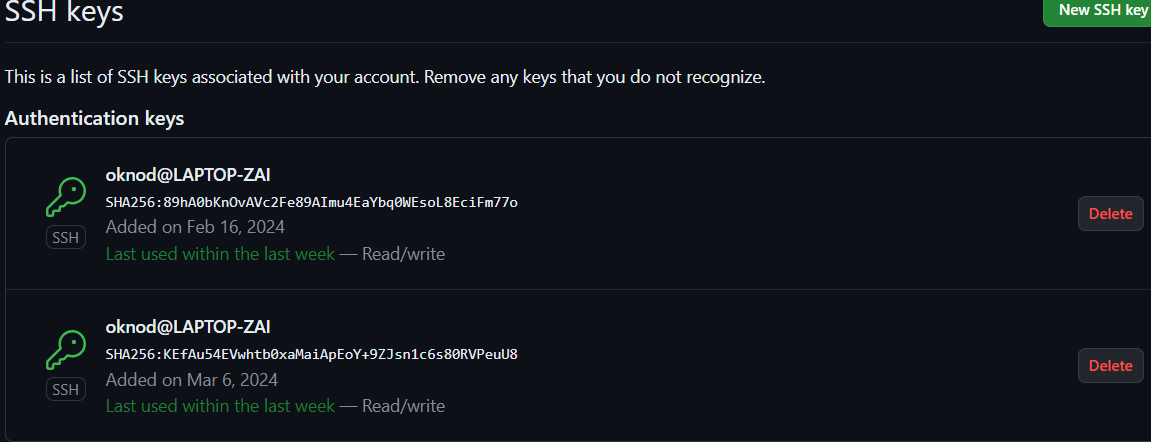 SSH keys
New SSH key
This is a list of SSH keys associated with your account. Remove any keys that you do not recognize.
Authentication keys
oknod@LAPTOP-ZAI
SHA256:89hA0bKnOvAVc2Fe89AImu4EaYbq0WEsoL8EciFm77o
Added on Feb 16, 2024
Last used within the last week — Read/write
SSH
Delete
oknod@LAPTOP-ZAI
SHA256:KEfAu54EVwhtb0xaMaiApEoY+9ZJsn1c6s80RVPeuU8
Added on Mar 6, 2024
Last used within the last week — Read/write
SSH
Delete